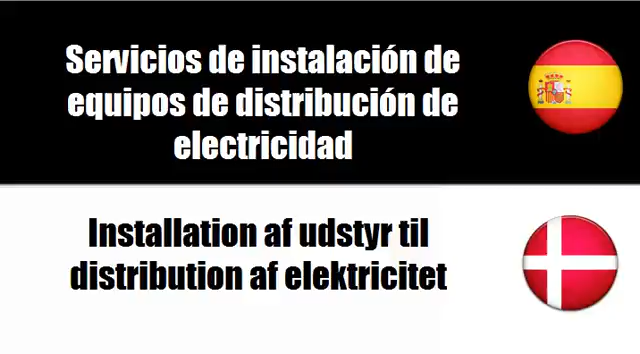 Servicios de instalación de
equipos de distribución de
electricidad
Installation af udstyr til
distribution af elektricitet